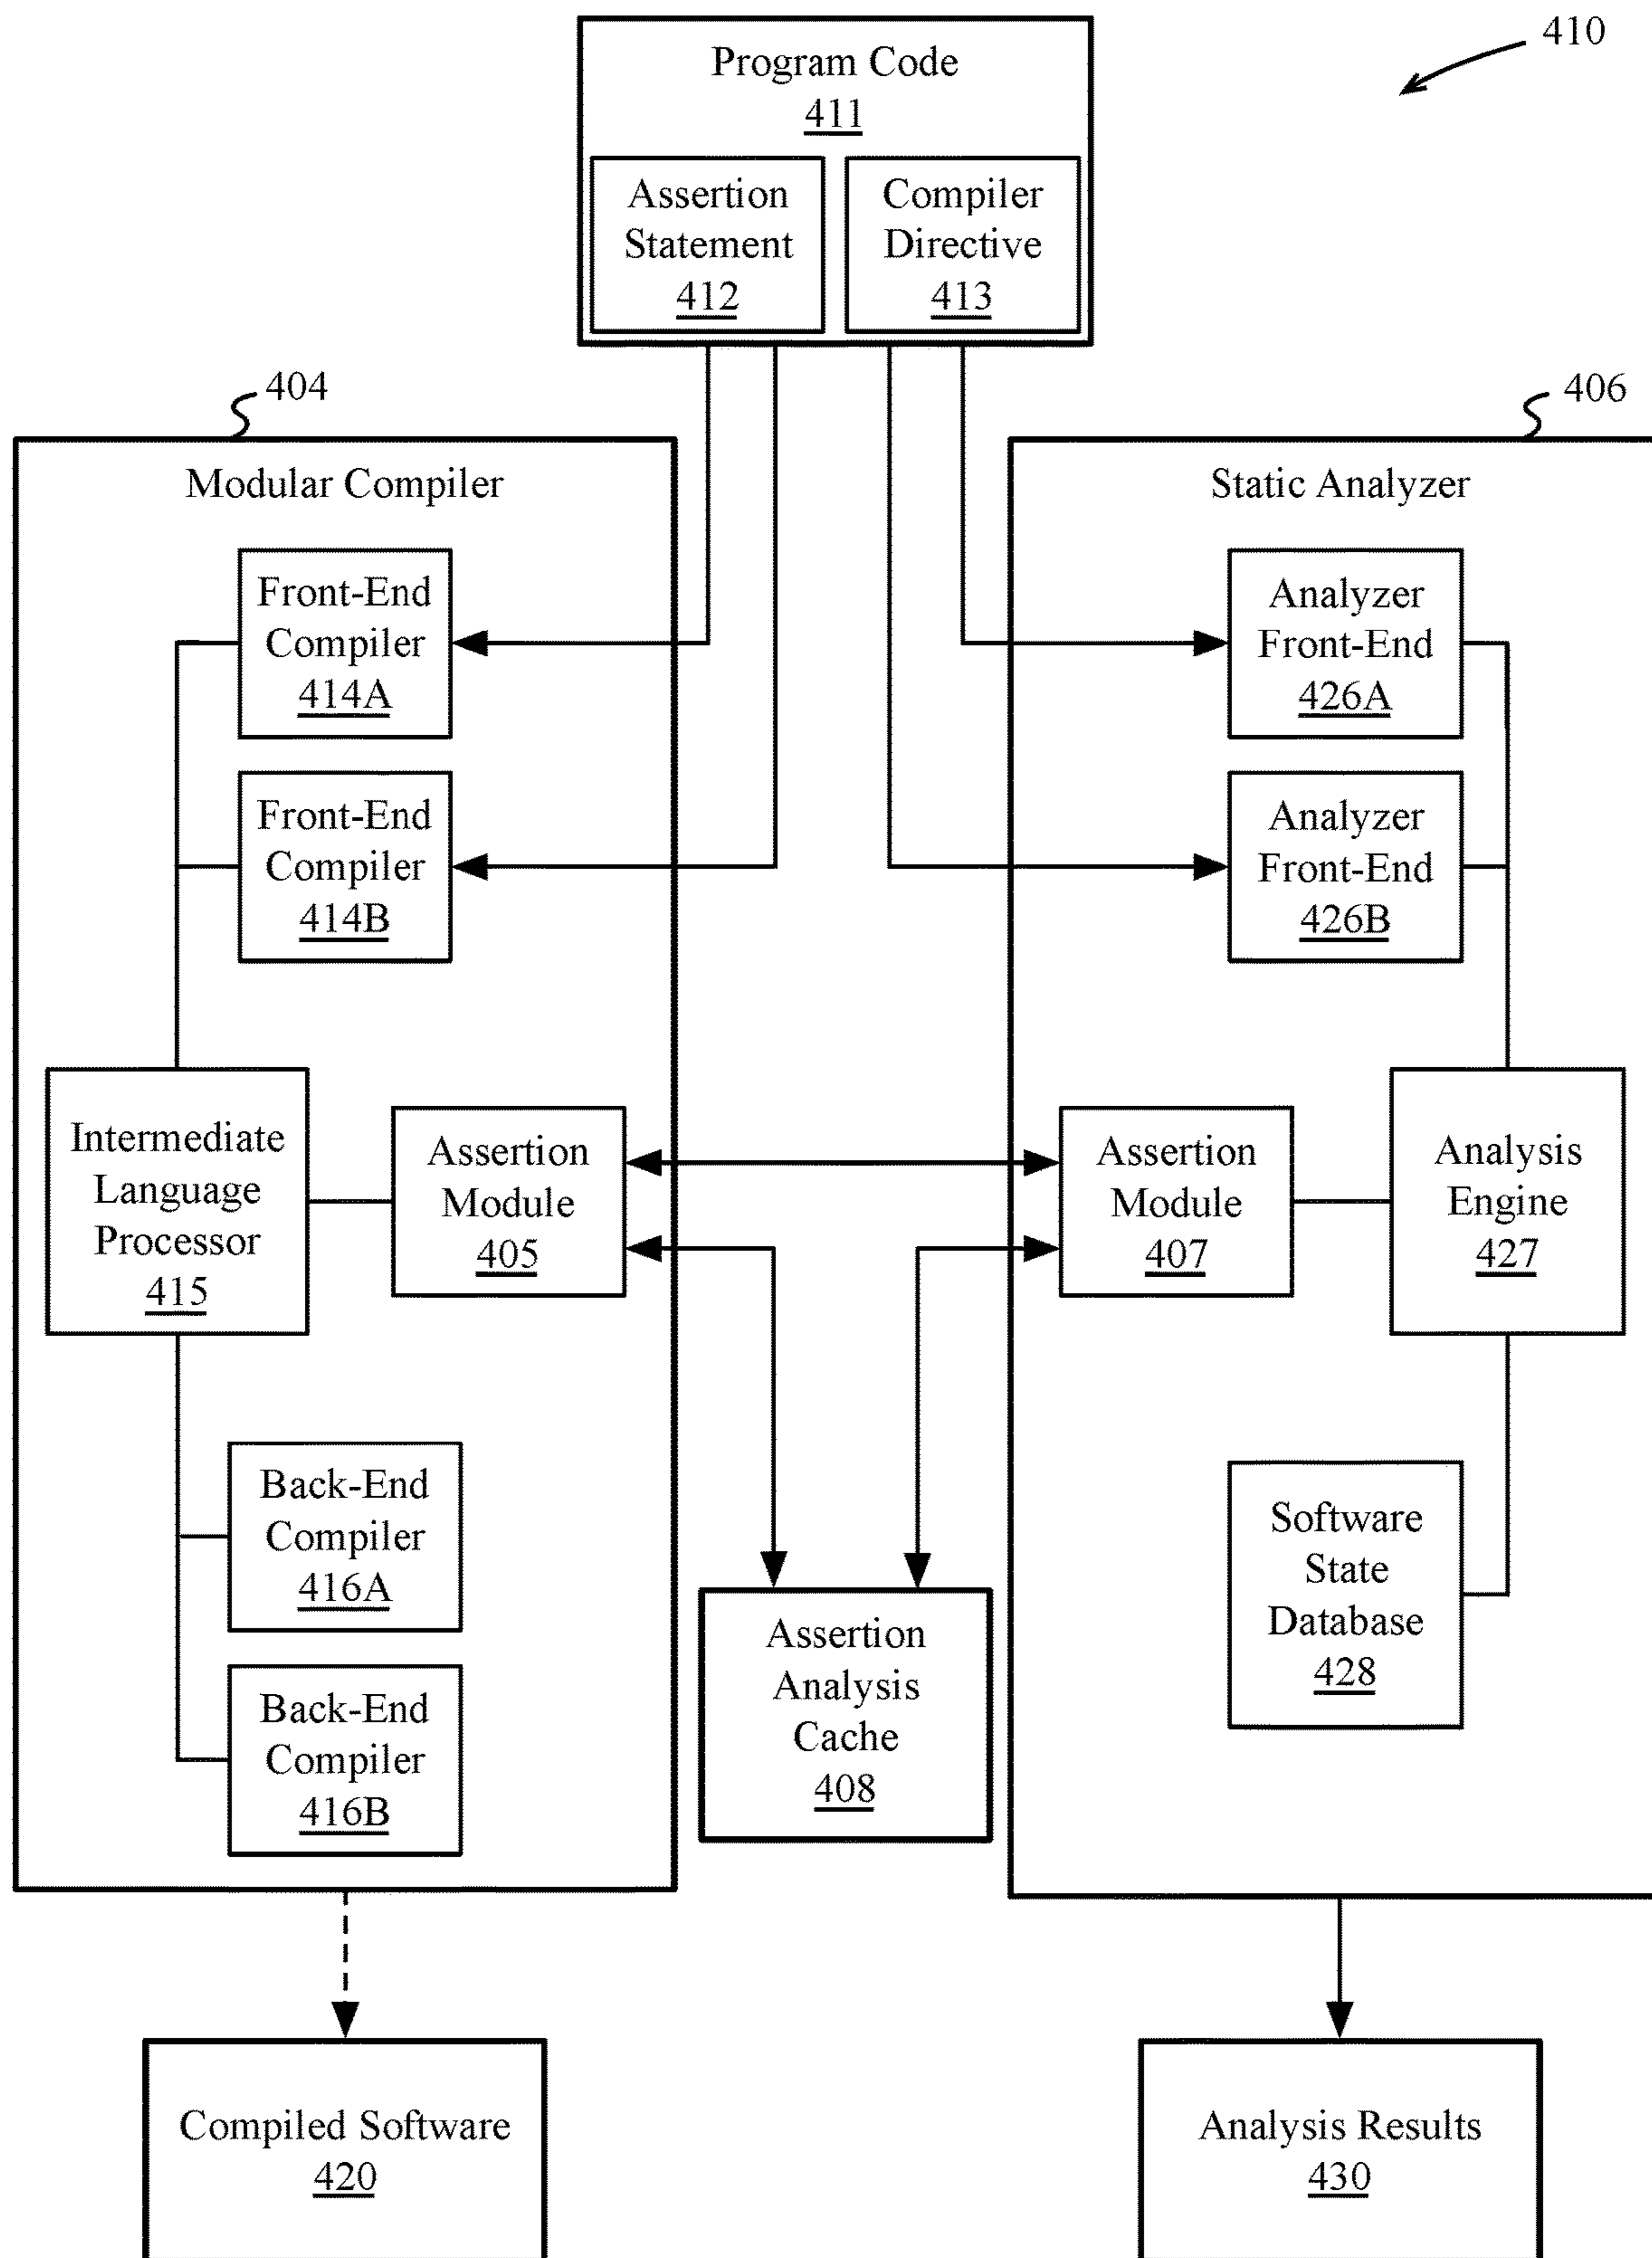 410
Program Code
411
Assertion
Statement
412
Compiler
Directive
413
404
Modular Compiler
Front-End
Compiler
414A
Front-End
Compiler
414B
Intermediate
Language
Processor
415
Assertion
Module
405
Back-End
Compiler
416A
Back-End
Compiler
416B
406
Static Analyzer
Analyzer
Front-End
426A
Analyzer
Front-End
426B
Assertion
Module
407
Analysis
Engine
427
Software
State
Database
428
Assertion
Analysis
Cache
408
Compiled Software
420
Analysis Results
430